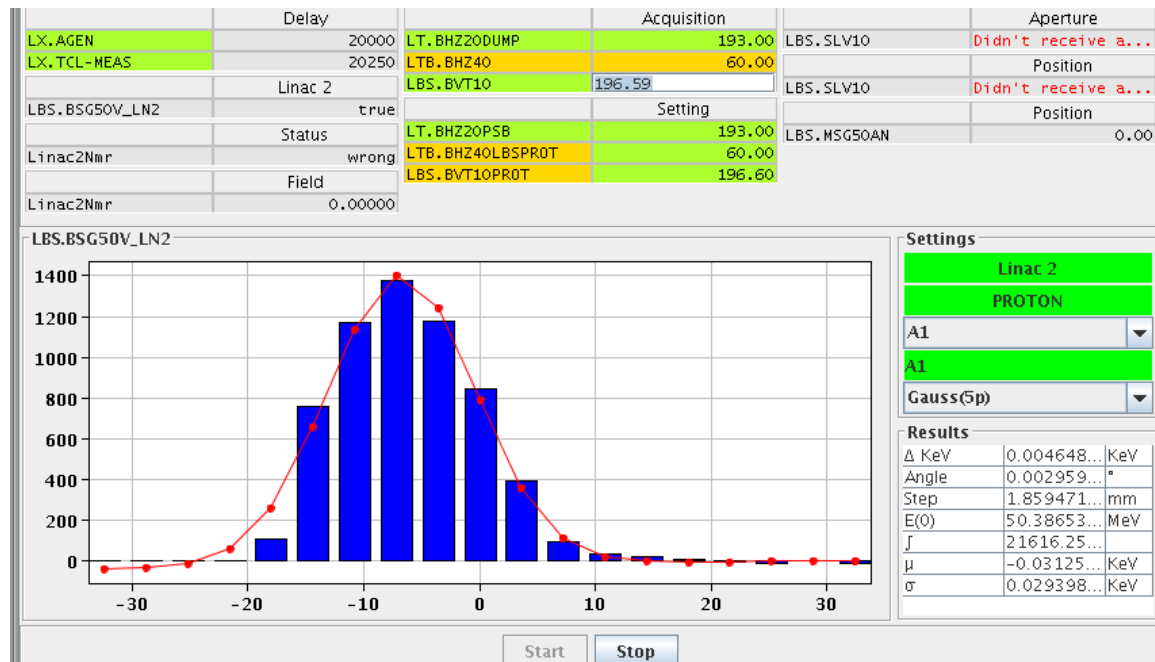 Delay
LX.AGEN 20000
LX.TCL-MEAS 20250
Linac 2
LBS.BSG50V_LN2 true
Status
Linac2Nmr wrong
Field
Linac2Nmr 0.00000
Acquisition
LT.BHZ20DUMP 193.00
LTB.BHZ40 60.00
LBS.BVT10 196.59
Setting
LT.BHZ20PSB 193.00
LTB.BHZ40LBSPROT 60.00
LBS.BVT10PROT 196.60
Aperture
LBS.SLV10 Didn't receive a...
Position
LBS.SLV10 Didn't receive a...
Position
LBS.MSG50AN 0.00
LBS.BSG50V_LN2
1400
1200
1000
800
600
400
200
0
-30 -20 -10 0 10 20 30
Settings
Linac 2
PROTON
A1
A1
Gauss(5p)
Results
Δ KeV 0.004648... KeV
Angle 0.002959... °
Step 1.859471... mm
E(0) 50.38653... MeV
∫ 21616.25...
μ -0.03125... KeV
σ 0.029398... KeV
Start Stop